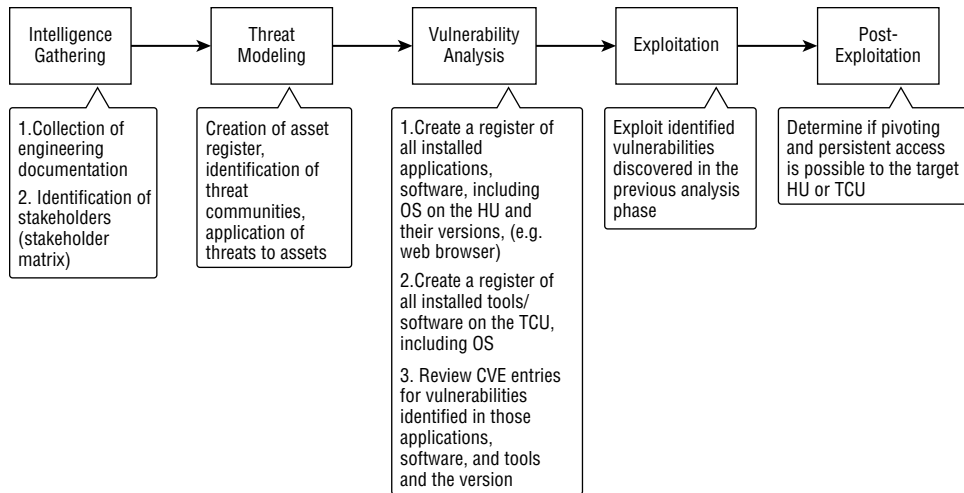 Intelligence
Gathering
Threat
Modeling
Vulnerability
Analysis
Exploitation
Post-
Exploitation
1.Collection of
engineering
documentation
2. Identification of
stakeholders
(stakeholder
matrix)
Creation of asset
register,
identification of
threat
communities,
application of
threats to assets
1.Create a register of
all installed
applications,
software, including
OS on the HU and
their versions, (e.g.
web browser)
2.Create a register of
all installed tools/
software on the TCU,
including OS
3. Review CVE entries
for vulnerabilities
identified in those
applications,
software, and tools
and the version
Exploit identified
vulnerabilities
discovered in the
previous analysis
phase
Determine if pivoting
and persistent access
is possible to the target
HU or TCU